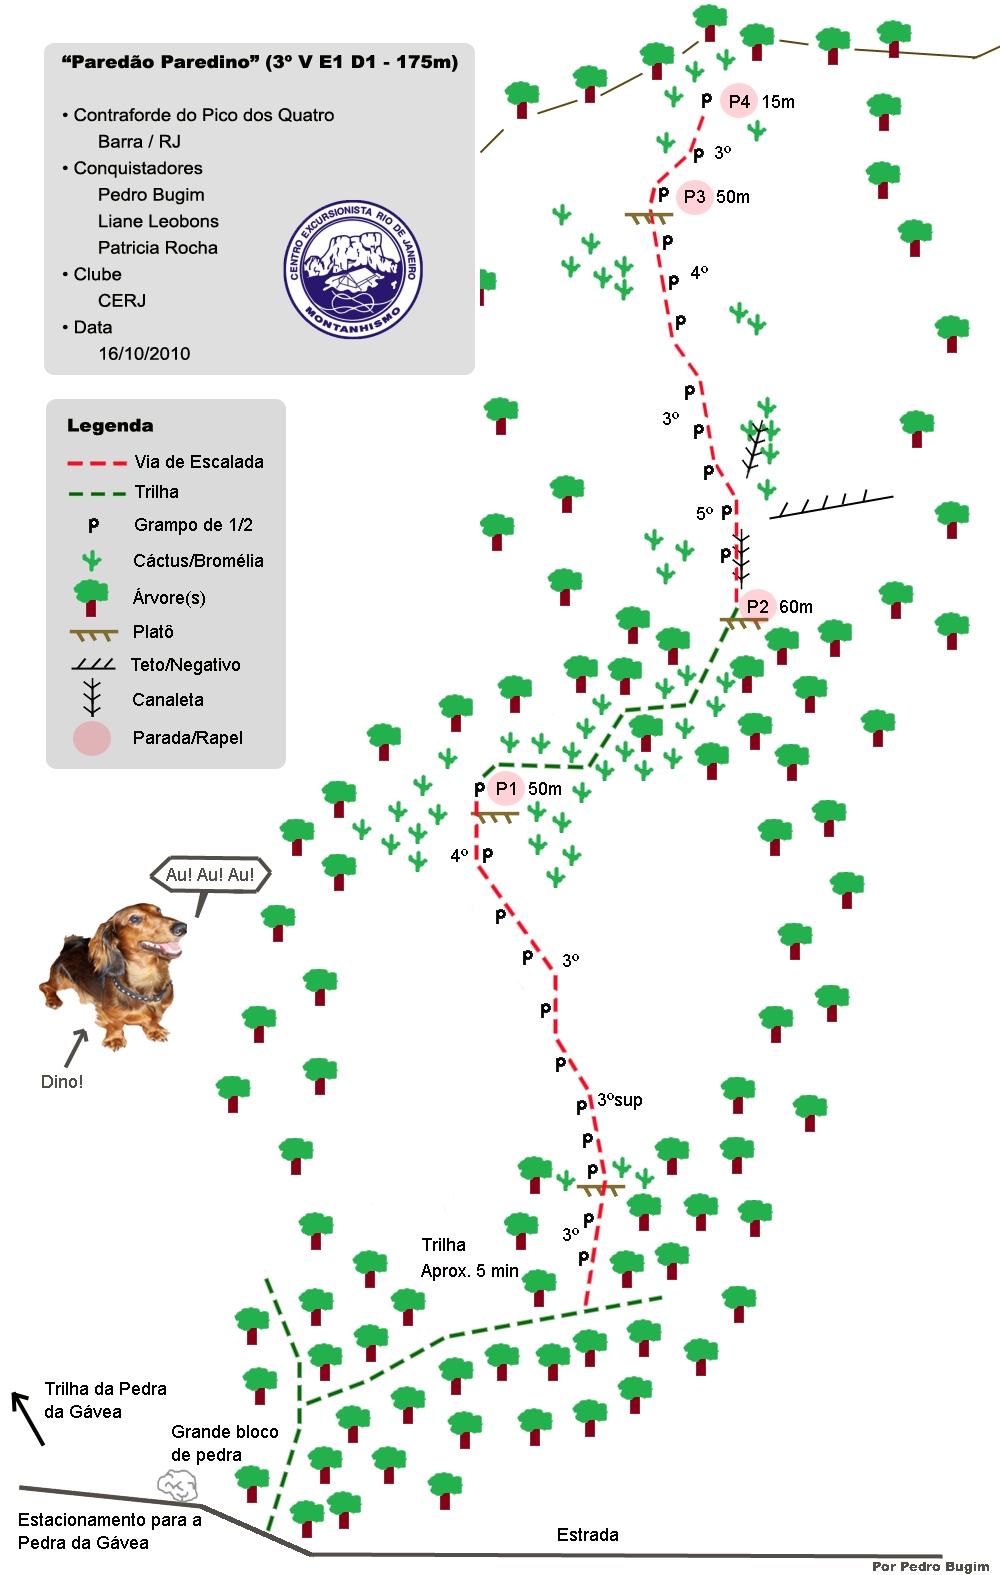 “Paredão Paredino” (3º V E1 D1 - 175m)
• Contraforte do Pico dos Quatro
Barra / RJ
• Conquistadores
Pedro Bugim
Liane Leobons
Patricia Rocha
• Clube
CERJ
• Data
16/10/2010
CENTRO EXCURSIONISTA RIO DE JANEIRO
MONTANHISMO
Legenda
Via de Escalada
Trilha
P Grampo de 1/2
Cáctus/Bromélia
Árvore(s)
Platô
Teto/Negativo
Canaleta
Parada/Rapel
P P4 15m
P 3º
P P3 50m
P
P 4º
P
P
3º P
P
5º P
P
P2 60m
P P1 50m
4º P
P
P 3º
P
P
P 3ºsup
P
P
3º P
P
Au! Au! Au!
Dino!
Trilha
Aprox. 5 min
Trilha da Pedra
da Gávea
Grande bloco
de pedra
Estacionamento para a
Pedra da Gávea
Estrada
Por Pedro Bugim